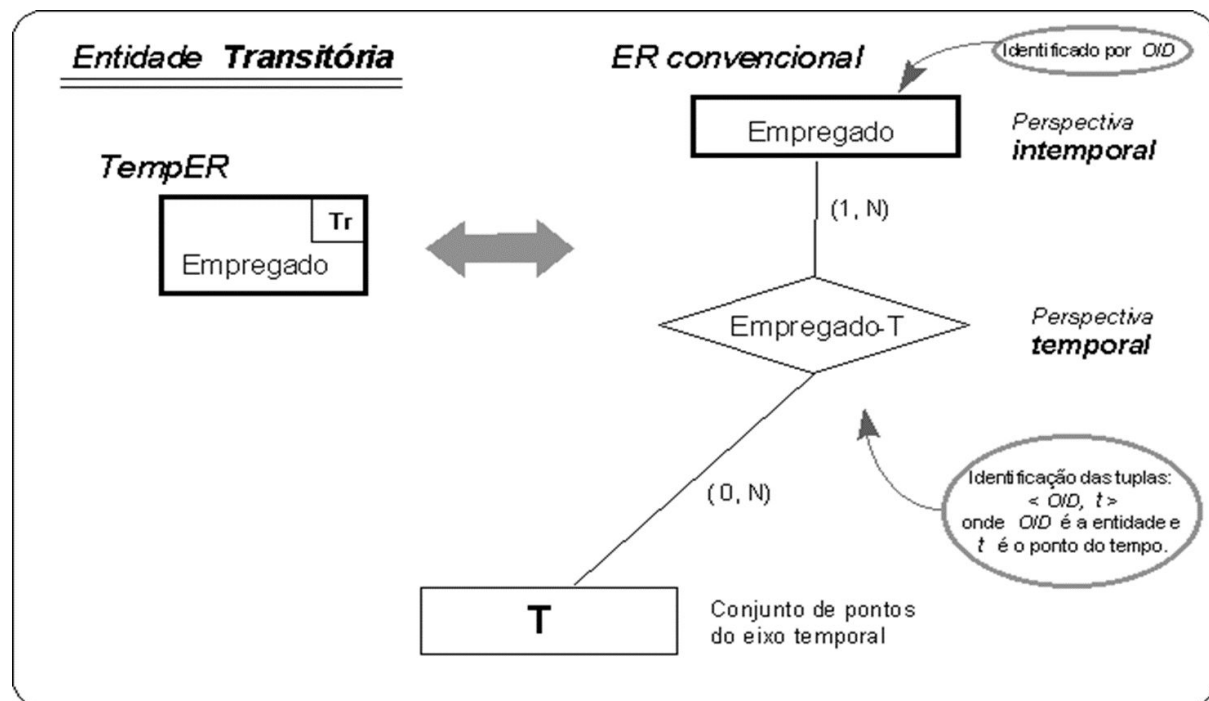 Entidade Transitória
ER convencional
Identificado por OID
Empregado
Perspectiva
intemporal
TempER
Tr
Empregado
(1, N)
Empregado-T
Perspectiva
temporal
(0, N)
Identificação das tuplas:
< OID, t >
onde OID é a entidade e
t é o ponto do tempo.
T
Conjunto de pontos
do eixo temporal